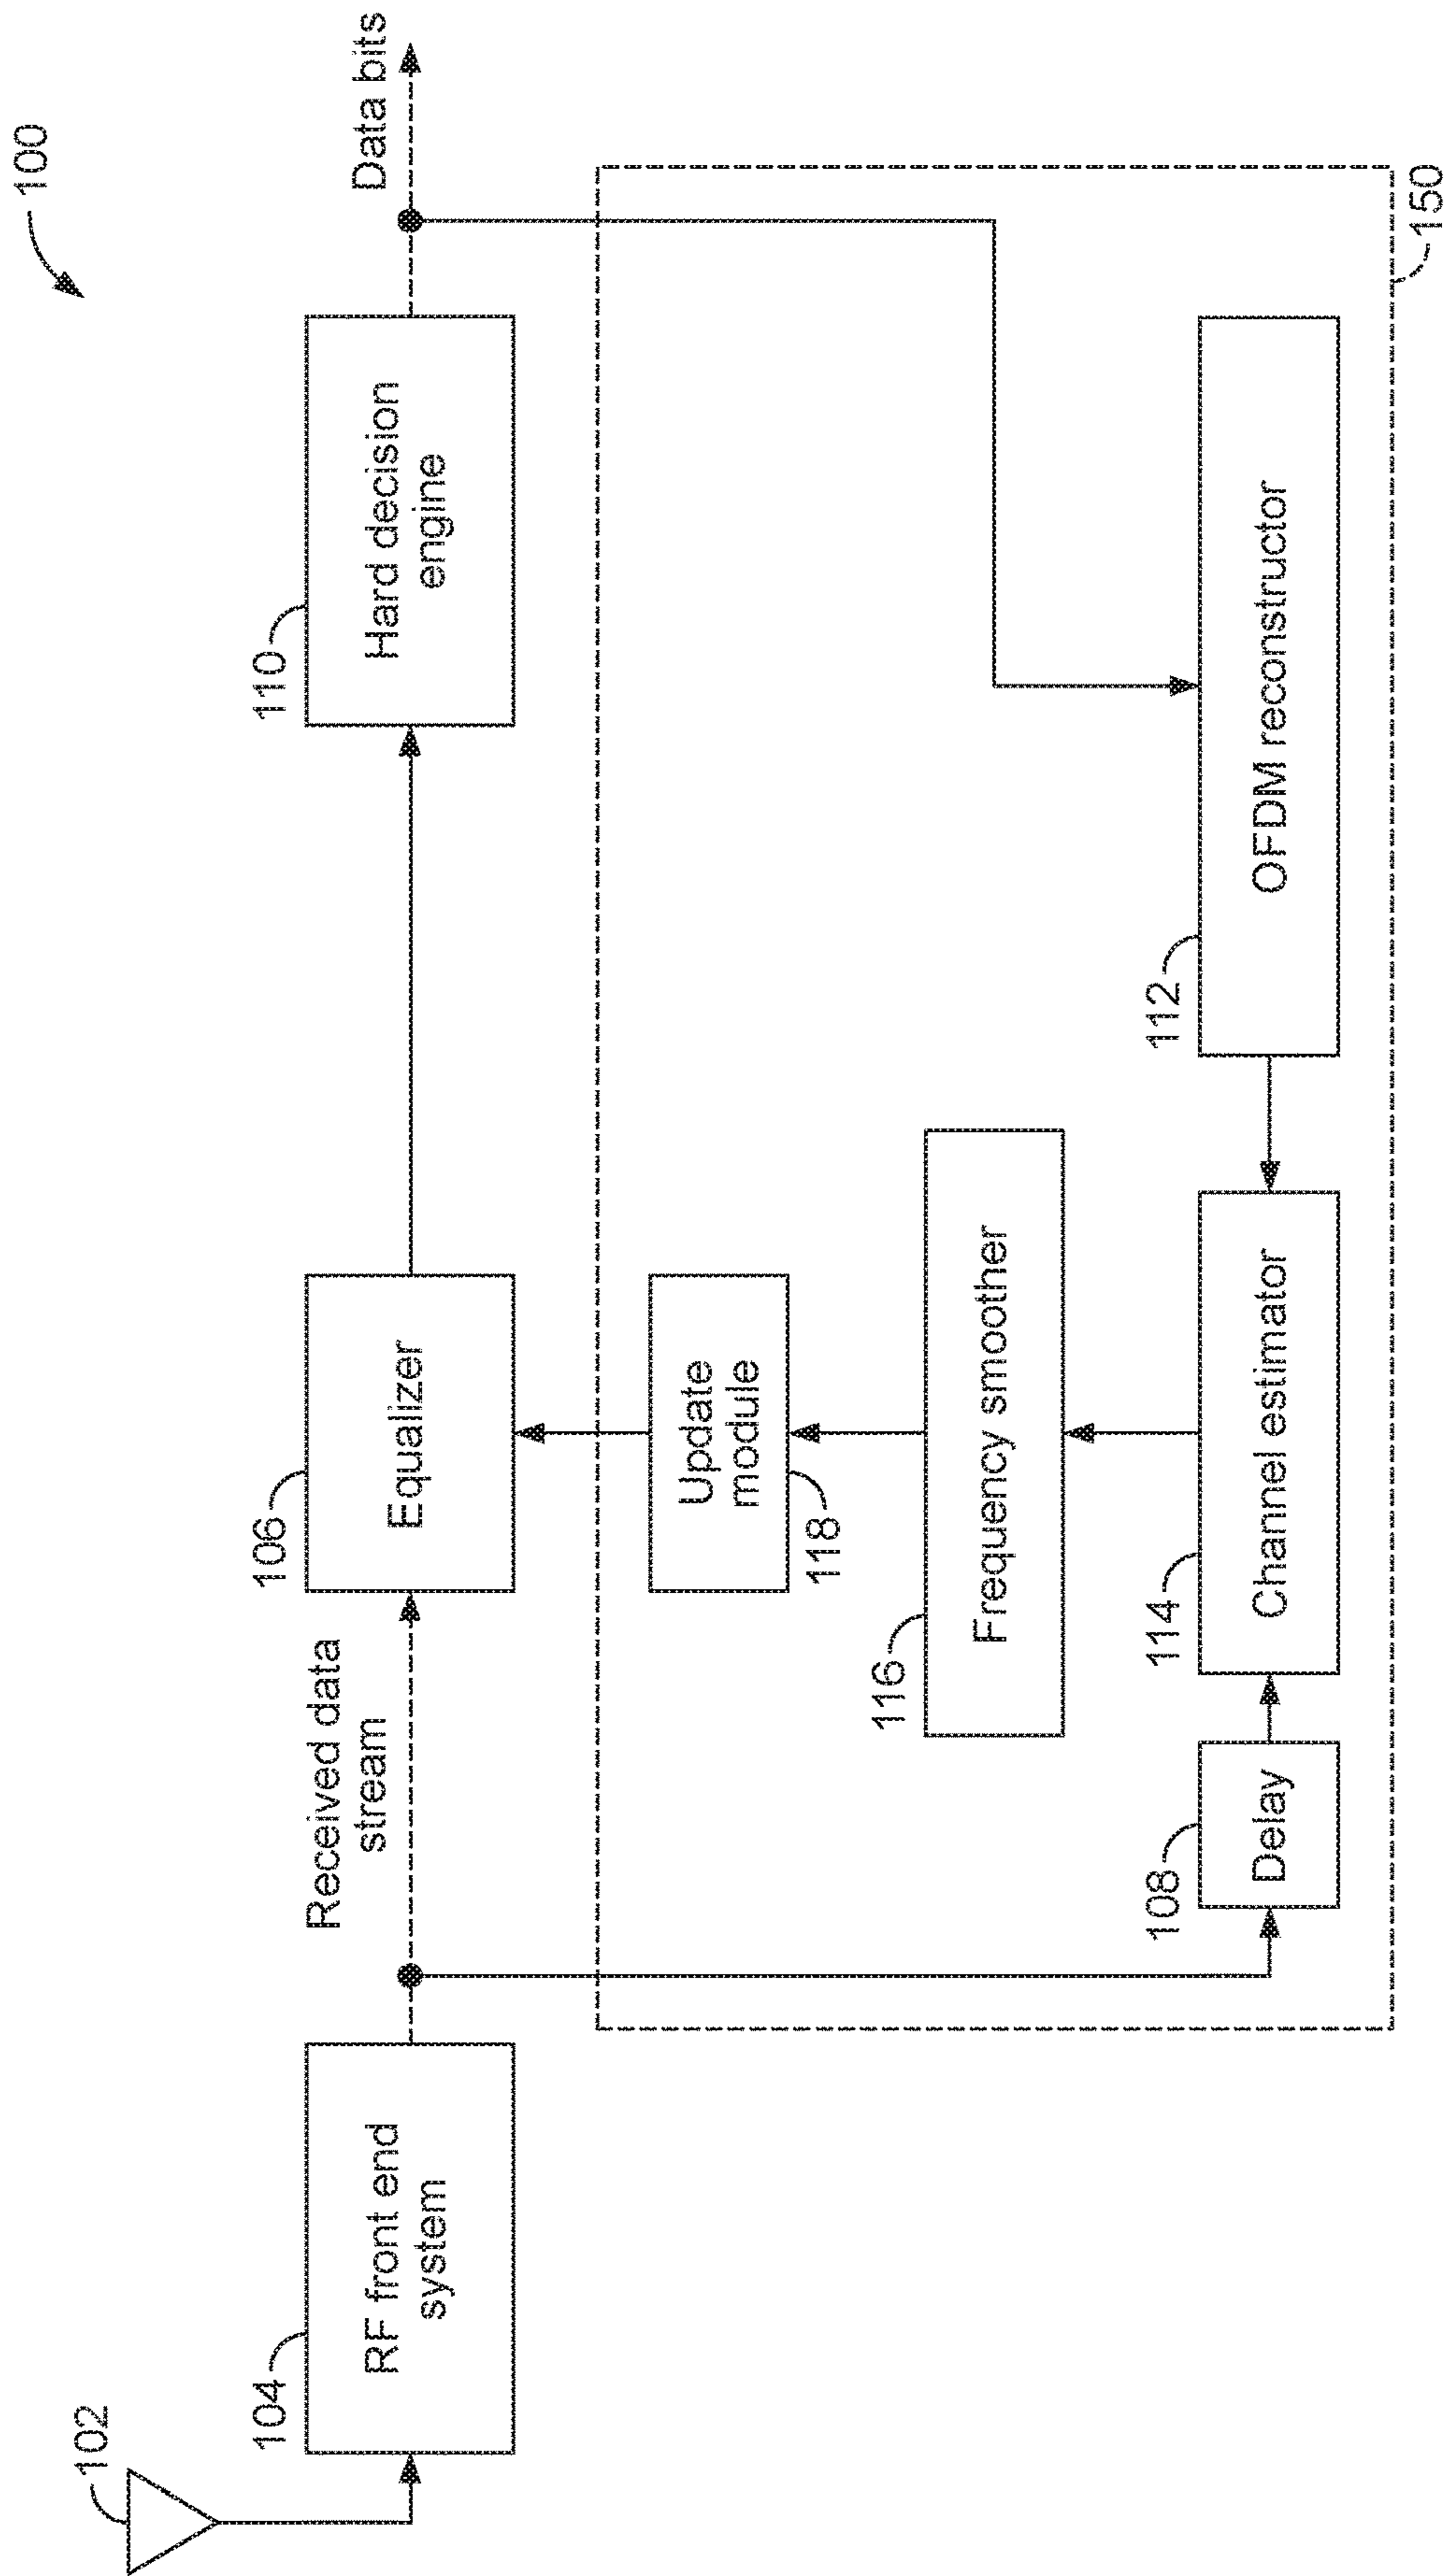 100
102
104
RF front end
system
Received data
stream
106
Equalizer
110
Hard decision
engine
Data bits
118
Update
module
116
Frequency smoother
108
Delay
114
Channel estimator
112
OFDM reconstructor
150